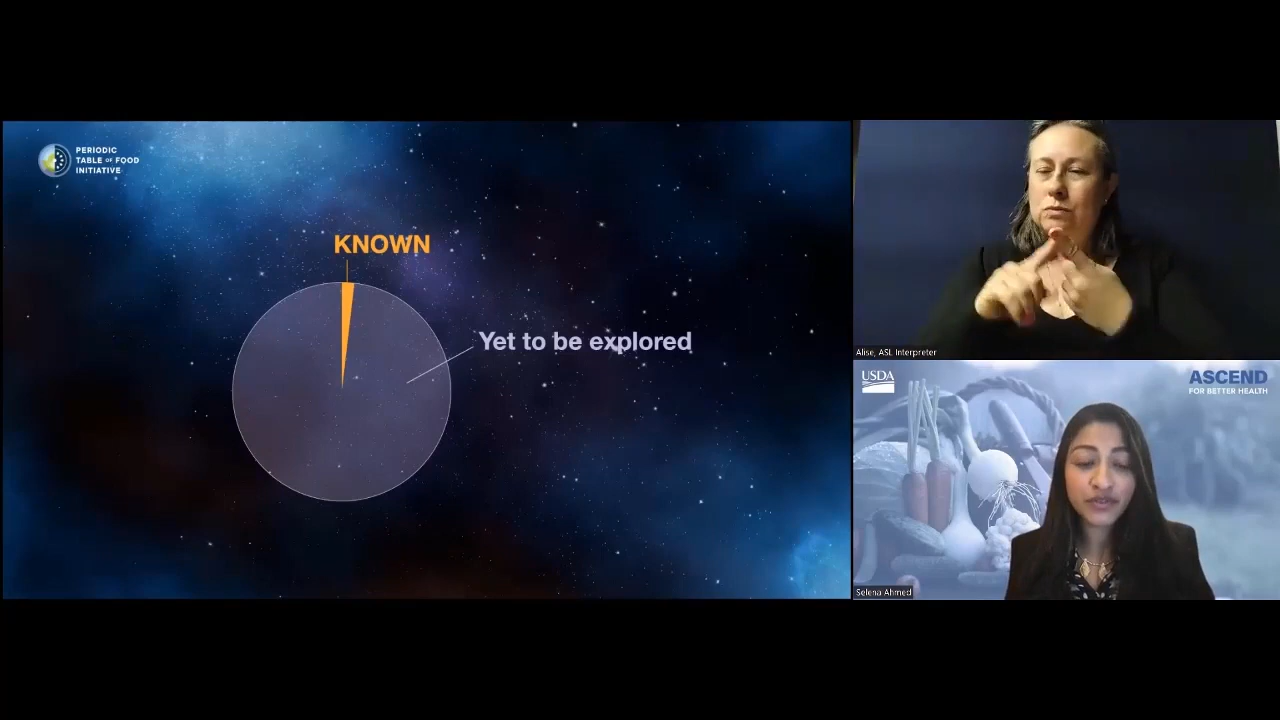 PERIODIC
TABLE OF FOOD
INITIATIVE
KNOWN
Yet to be explored
Alise, ASL Interpreter
USDA
ASCEND
FOR BETTER HEALTH
Selena Ahmed